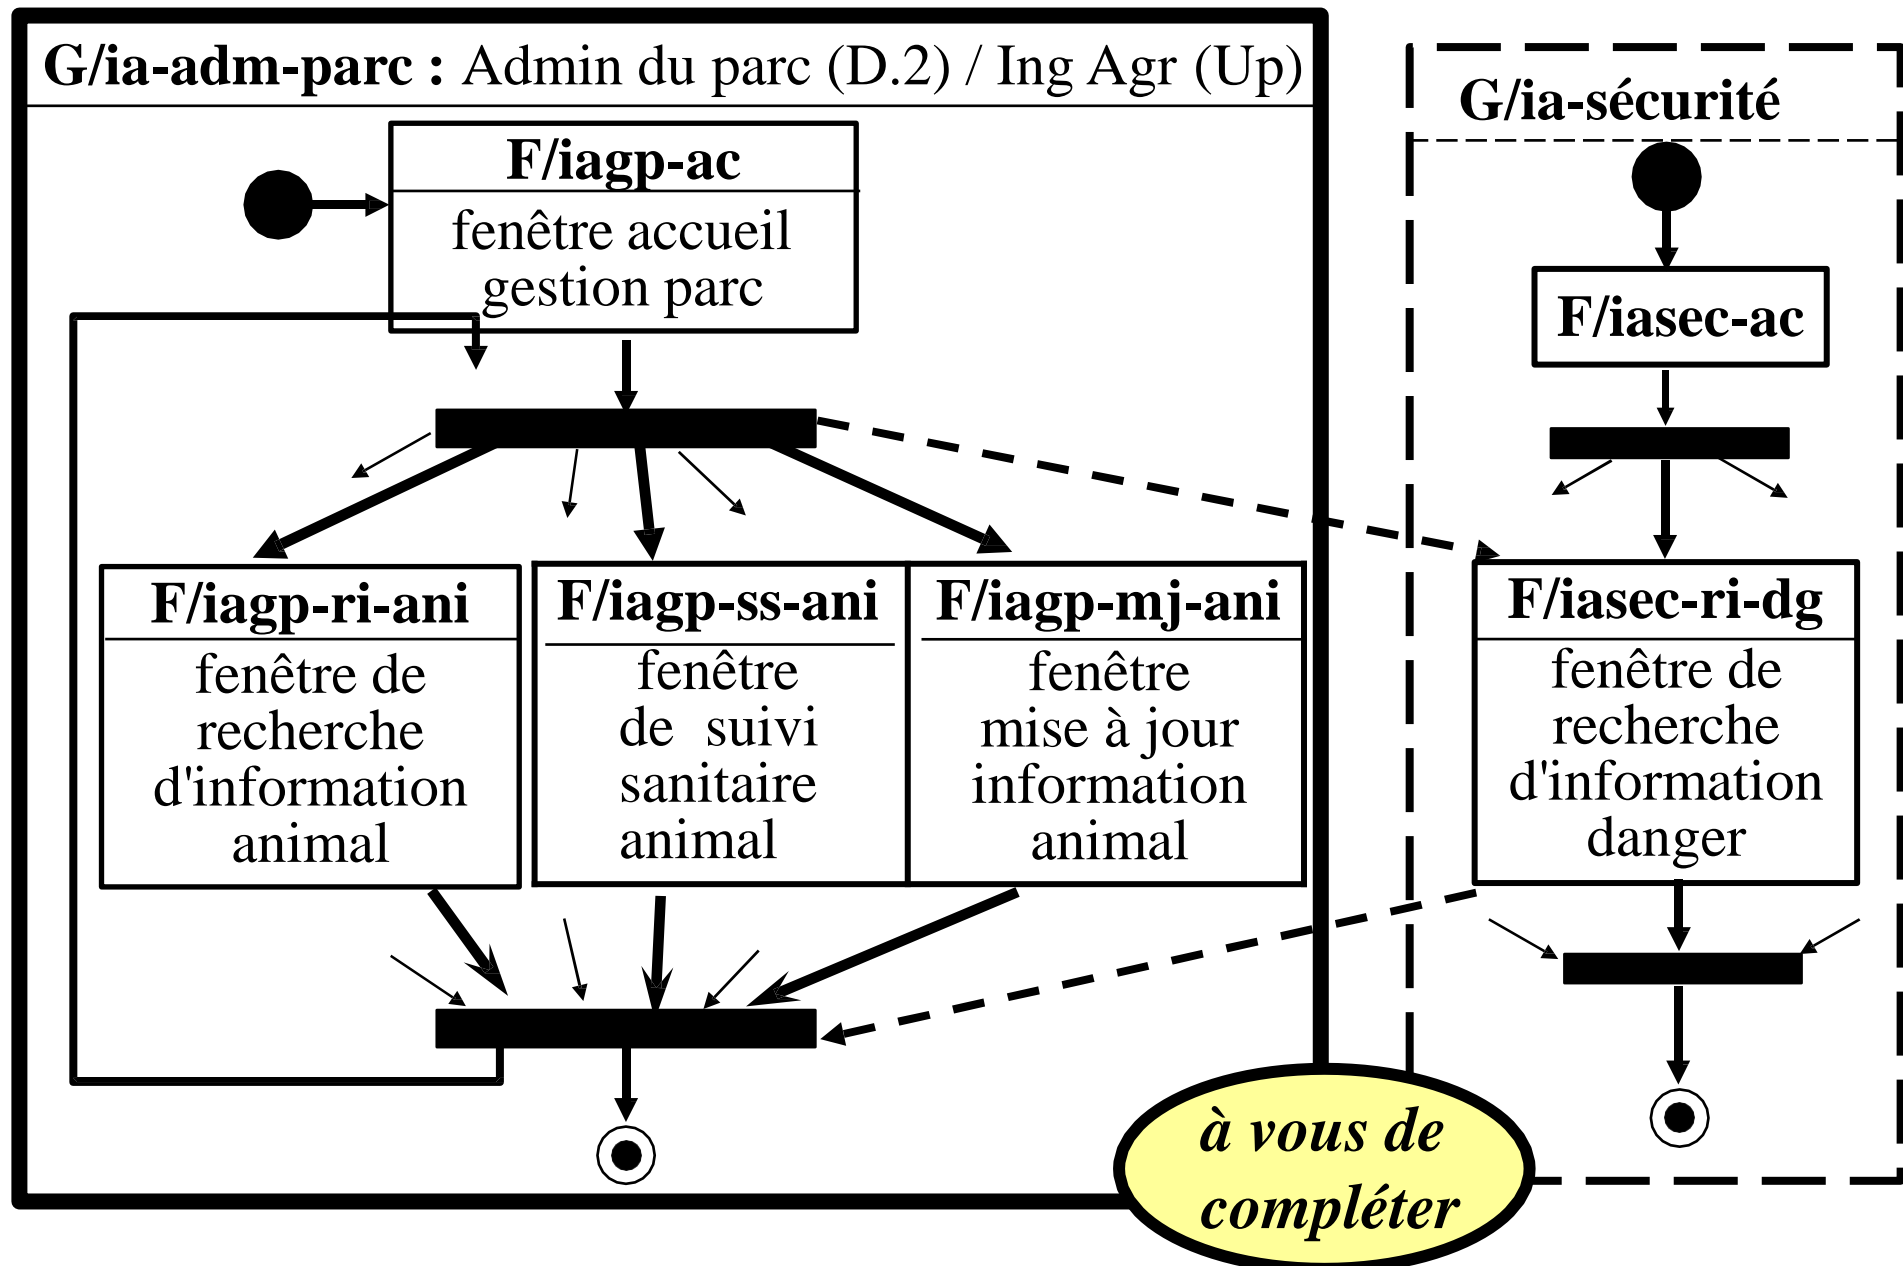 G/ia-adm-parc : Admin du parc (D.2) / Ing Agr (Up)
F/iagp-ac
fenêtre accueil
gestion parc
F/iagp-ri-ani
fenêtre de
recherche
d'information
animal
F/iagp-ss-ani
fenêtre
de suivi
sanitaire
animal
F/iagp-mj-ani
fenêtre
mise à jour
information
animal
G/ia-sécurité
F/iasec-ac
F/iasec-ri-dg
fenêtre de
recherche
d'information
danger
à vous de
compléter